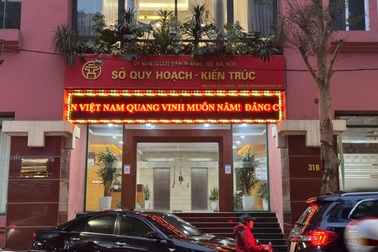 ỦY BAN NHÂN DÂN THÀNH PHỐ HÀ NỘI
SỞ QUY HOẠCH - KIẾN TRÚC
N VIỆT NAM QUANG VINH MUÔN NĂM! ĐẢNG C
31B